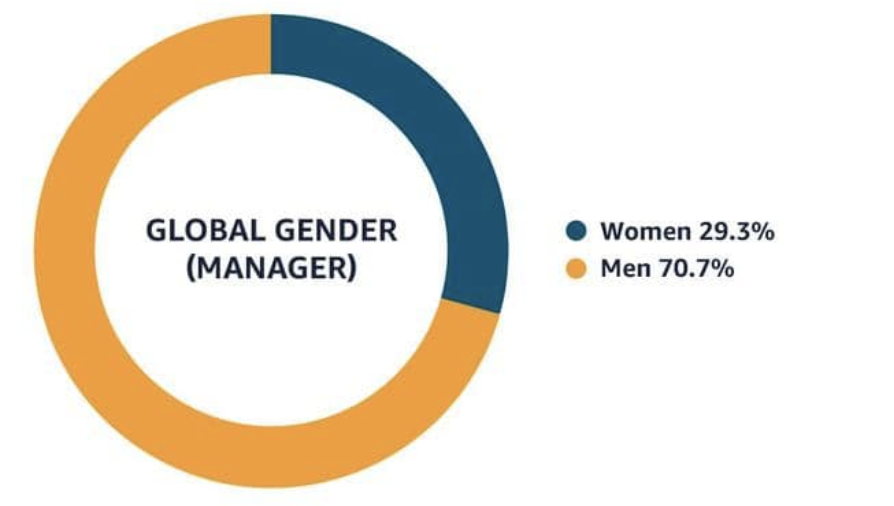 GLOBAL GENDER
(MANAGER)
Women 29.3%
Men 70.7%